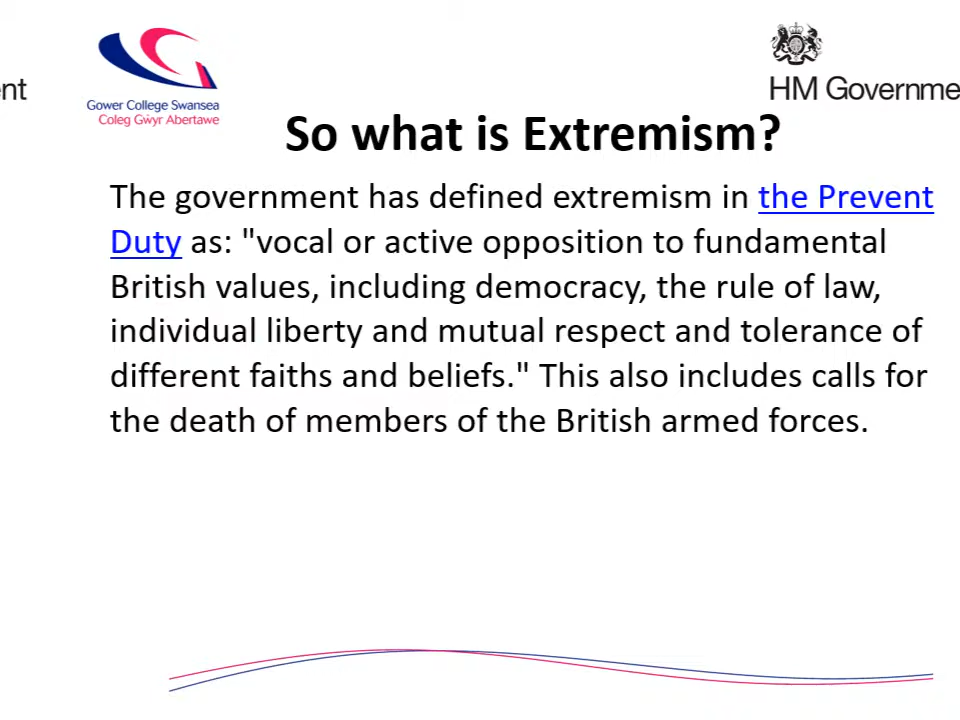 ent
HM Governme
Gower College Swansea
Coleg Gŵyr Abertawe
So what is Extremism?
The government has defined extremism in the Prevent
Duty as: "vocal or active opposition to fundamental
British values, including democracy, the rule of law,
individual liberty and mutual respect and tolerance of
different faiths and beliefs." This also includes calls for
the death of members of the British armed forces.